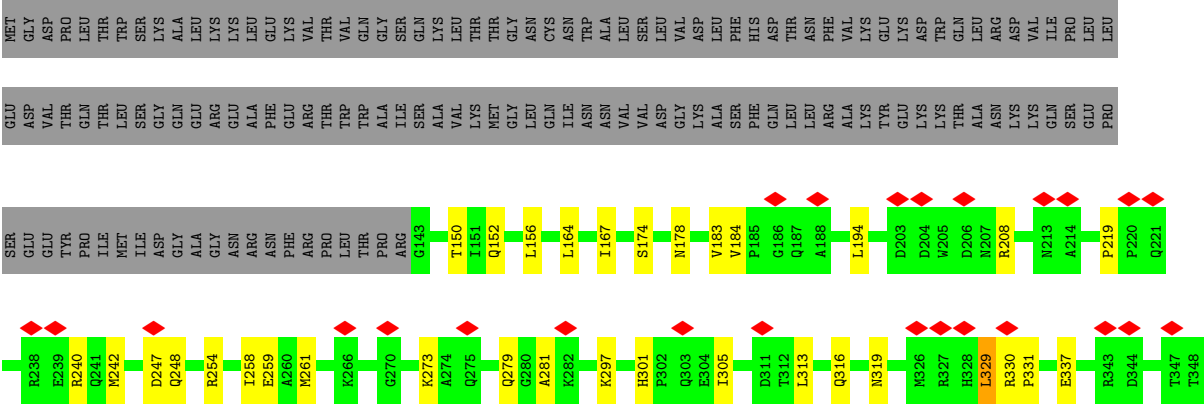 MET GLY ASP PRO LEU THR TRP SER LYS ALA LEU LYS LYS LEU GLU LYS VAL THR VAL GLN GLY SER GLN LYS LEU THR THR GLY ASN CYS ASN TRP ALA LEU SER LEU VAL ASP LEU PHE HIS ASP THR ASN PHE VAL LYS GLU LYS ASP TRP GLN LEU ARG ASP VAL ILE PRO LEU LEU
GLU ASP VAL THR GLN THR LEU SER GLY GLN GLU ARG GLU ALA PHE GLU ARG THR TRP TRP ALA ILE SER ALA VAL LYS MET GLY LEU GLN ILE ASN ASN VAL VAL ASP GLY LYS ALA SER PHE GLN LEU LEU ARG ALA LYS TYR GLU LYS LYS THR ALA ASN LYS LYS GLN SER GLU PRO
SER GLU GLU TYR PRO ILE MET ILE ASP GLY ALA GLY ASN ARG ASN PHE ARG PRO LEU THR PRO ARG G143 T150 I151 Q152 L156 L164 I167 S174 N178 V183 V184 P185 G186 Q187 A188 L194 D203 D204 W205 D206 N207 R208 N213 A214 P219 P220 Q221
R238 E239 R240 Q241 M242 D247 Q248 R254 I258 E259 A260 M261 K266 G270 K273 A274 Q275 Q279 G280 A281 K282 K297 H301 P302 Q303 E304 I305 D311 T312 L313 Q316 N319 M326 R327 H328 L329 R330 P331 E337 R343 D344 T347 T348